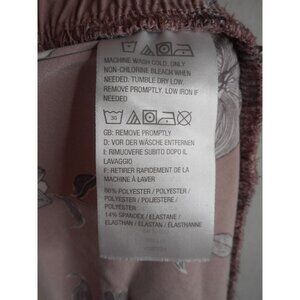 MACHINE WASH COLD, ONLY
NON-CHLORINE BLEACH WHEN
NEEDED; TUMBLE DRY LOW,
REMOVE PROMPTLY, IRON IF
NEEDED
30
GB: REMOVE PROMPTLY
D: VOR DER WÄSCHE ENTFERNEN
I: RIMUOVERE SUBITO DOPO IL
LAVAGGIO
F: RETIRER RAPIDEMENT DE LA
MACHINE À LAVER
86% POLYESTER / POLYESTER /
POLYESTER / POLIESTERE /
POLYESTER
14% SPANDEX / ELASTANE /
ELASTHAN / ELASTAN / ÉLASTHANNE